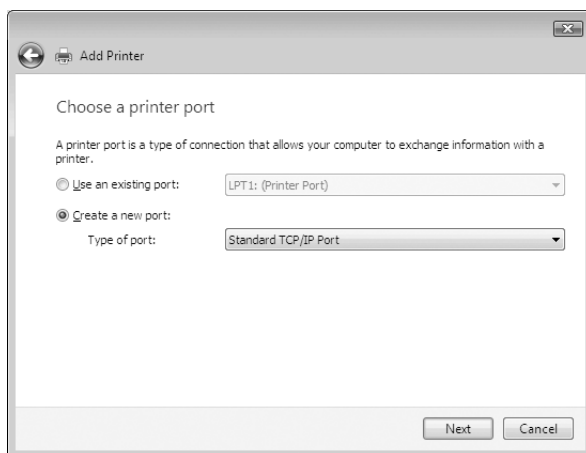 Add Printer
Choose a printer port
A printer port is a type of connection that allows your computer to exchange information with a
printer.
Use an existing port: LPT1: (Printer Port)
Create a new port:
Type of port: Standard TCP/IP Port
Next Cancel